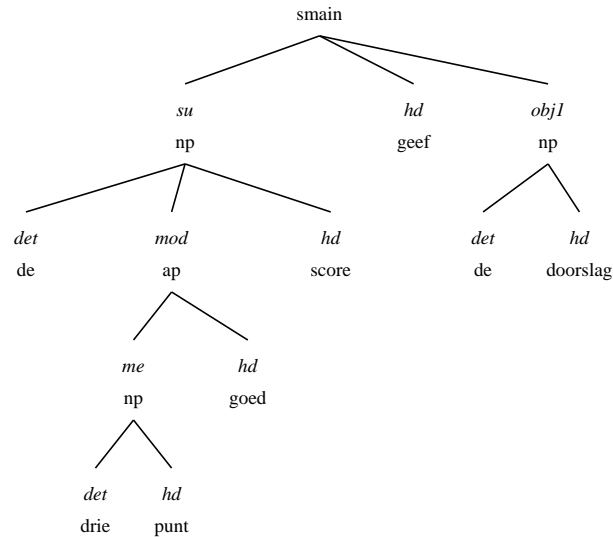 smain
su hd obj1
np geef np
det mod hd det hd
de ap score de doorslag
me hd
np goed
det hd
drie punt